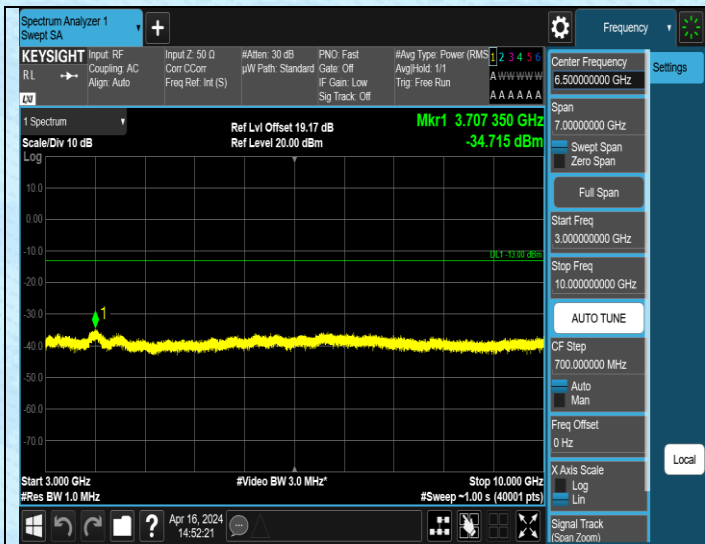 Spectrum Analyzer 1
Swept SA
+
Frequency
KEYSIGHT
RL
LXI
Input: RF
Coupling: AC
Align: Auto
Input Z: 50 Ω
Corr CCorr
Freq Ref: Int (S)
#Atten: 30 dB
µW Path: Standard
PNO: Fast
Gate: Off
IF Gain: Low
Sig Track: Off
#Avg Type: Power (RMS
Avg|Hold: 1/1
Trig: Free Run
1 2 3 4 5 6
A W W W W W
A A A A A A
Center Frequency
6.500000000 GHz
Settings
Span
7.00000000 GHz
Swept Span
Zero Span
Full Span
Start Freq
3.000000000 GHz
Stop Freq
10.000000000 GHz
AUTO TUNE
CF Step
700.000000 MHz
Auto
Man
Freq Offset
0 Hz
X Axis Scale
Log
Lin
Signal Track
(Span Zoom)
Local
1 Spectrum
Scale/Div 10 dB
Log
Ref Lvl Offset 19.17 dB
Ref Level 20.00 dBm
Mkr1 3.707 350 GHz
-34.715 dBm
10.0
0.00
-10.0
DL1 -13.00 dBm
-20.0
-30.0
1
-40.0
-50.0
-60.0
-70.0
Start 3.000 GHz
#Res BW 1.0 MHz
#Video BW 3.0 MHz*
Stop 10.000 GHz
#Sweep ~1.00 s (40001 pts)
?
Apr 16, 2024
14:52:21